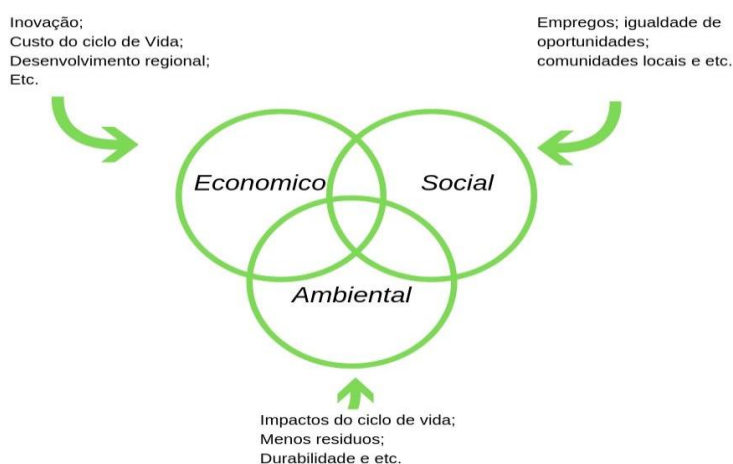 Inovação;
Custo do ciclo de Vida;
Desenvolvimento regional;
Etc.
Empregos; igualdade de
oportunidades;
comunidades locais e etc.
Economico
Social
Ambiental
Impactos do ciclo de vida;
Menos residuos;
Durabilidade e etc.